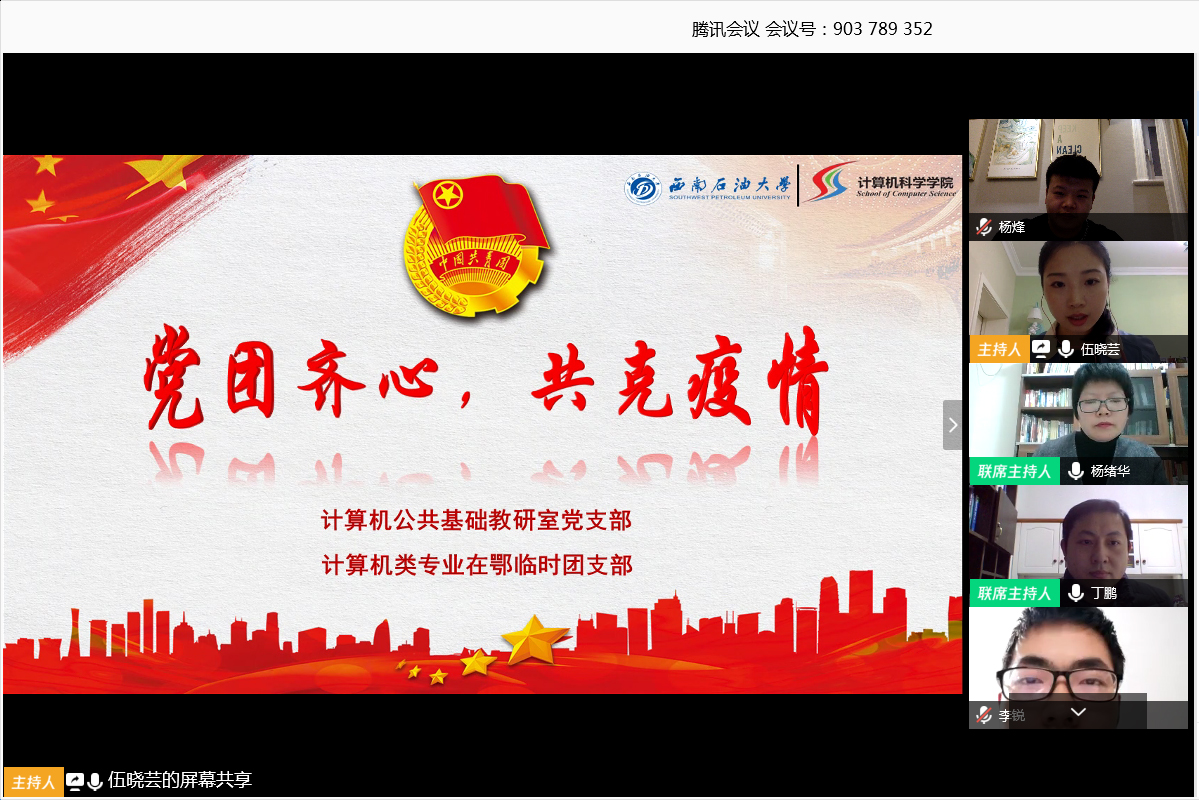 腾讯会议 会议号：903 789 352
西南石油大学
SOUTHWEST PETROLEUM UNIVERSITY
计算机科学学院
School of Computer Science
中国共青团
党团齐心，共克疫情
计算机公共基础教研室党支部
计算机类专业在鄂临时团支部
CLEAN
杨烽
主持人 伍晓芸
联席主持人 杨绪华
联席主持人 丁鹏
李锐
主持人 伍晓芸的屏幕共享